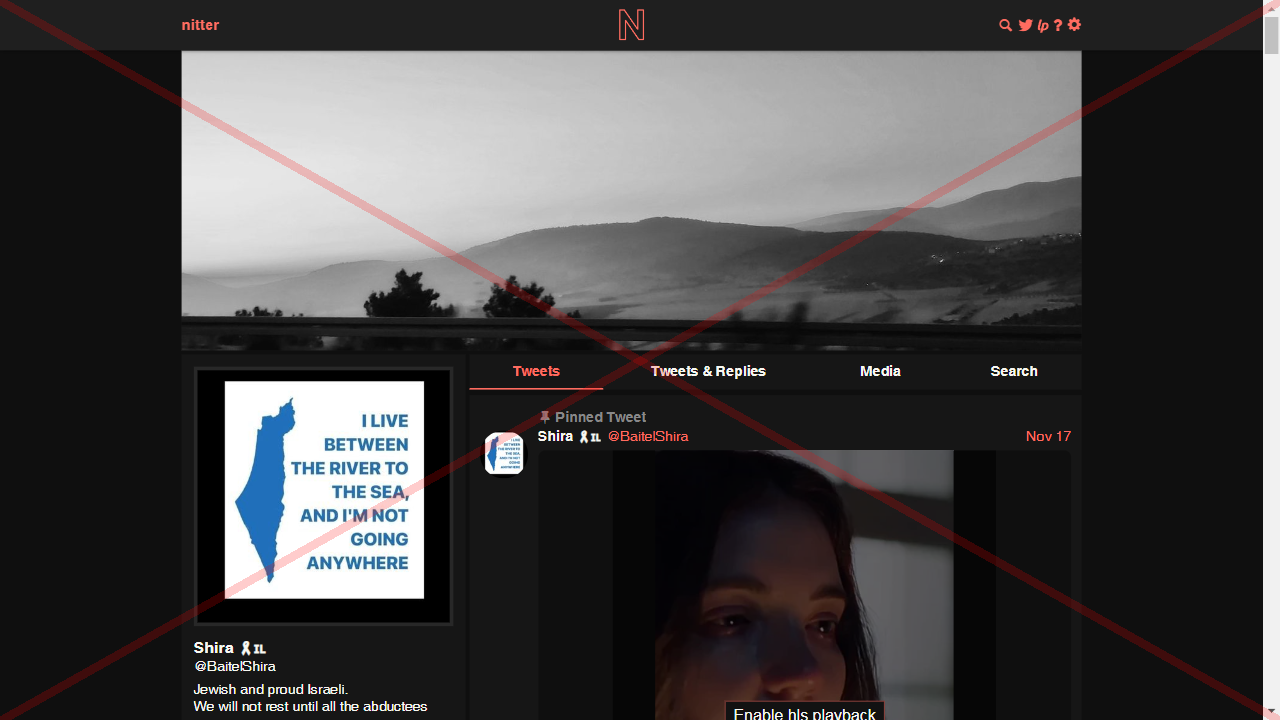 nitter
N
lp ?
Tweets Tweets & Replies Media Search
I LIVE
BETWEEN
THE RIVER TO
THE SEA,
AND I'M NOT
GOING
ANYWHERE
Pinned Tweet
Shira 🎗️🇮🇱 @BaitelShira Nov 17
Enable hls playback
Shira 🎗️🇮🇱
@BaitelShira
Jewish and proud Israeli.
We will not rest until all the abductees